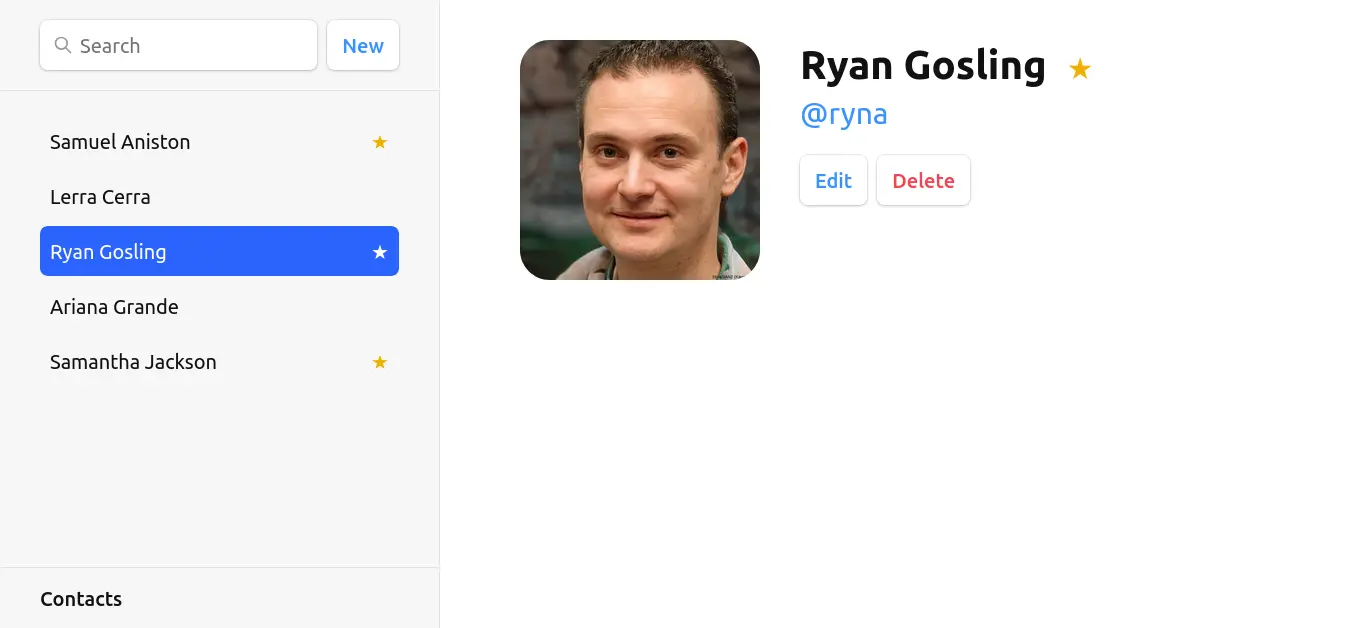 Search
New
Samuel Aniston ★
Lerra Cerra
Ryan Gosling ★
Ariana Grande
Samantha Jackson ★
Contacts
Ryan Gosling ★
@ryna
Edit
Delete